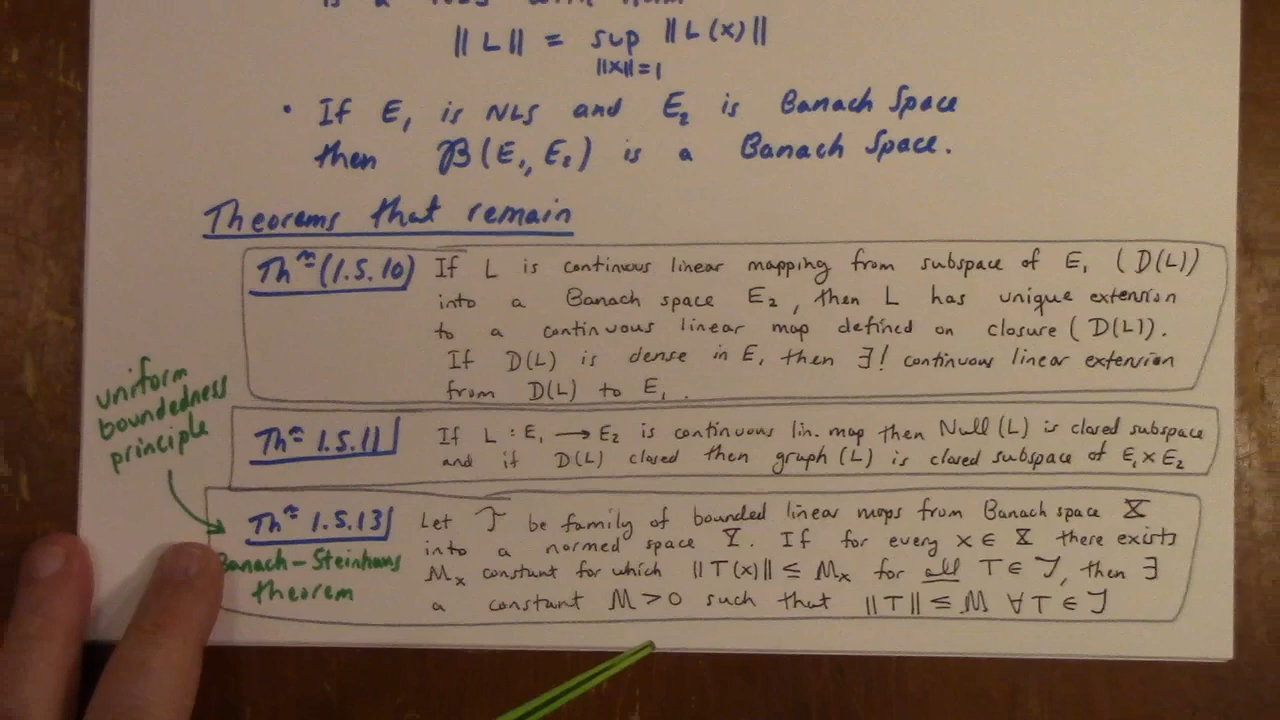 is a NLS with norm
|| L || = sup || L(x) ||
||x||=1
• If E₁ is NLS and E₂ is Banach Space
then B(E₁, E₂) is a Banach Space.
Theorems that remain
Thᵐ (1.5.10) If L is continuous linear mapping from subspace of E₁ (D(L))
into a Banach space E₂, then L has unique extension
to a continuous linear map defined on closure (D(L)).
If D(L) is dense in E₁ then ∃! continuous linear extension
from D(L) to E₁.
uniform
boundedness
principle
Thᵐ 1.5.11 If L : E₁ → E₂ is continuous lin. map then Null(L) is closed subspace
and if D(L) closed then graph(L) is closed subspace of E₁ × E₂
Thᵐ 1.5.13 Let T be family of bounded linear maps from Banach space X
into a normed space Y. If for every x ∈ X there exists
Mₓ constant for which ||T(x)|| ≤ Mₓ for all T ∈ T, then ∃
a constant M > 0 such that ||T|| ≤ M ∀ T ∈ T
Banach - Steinhaus
theorem